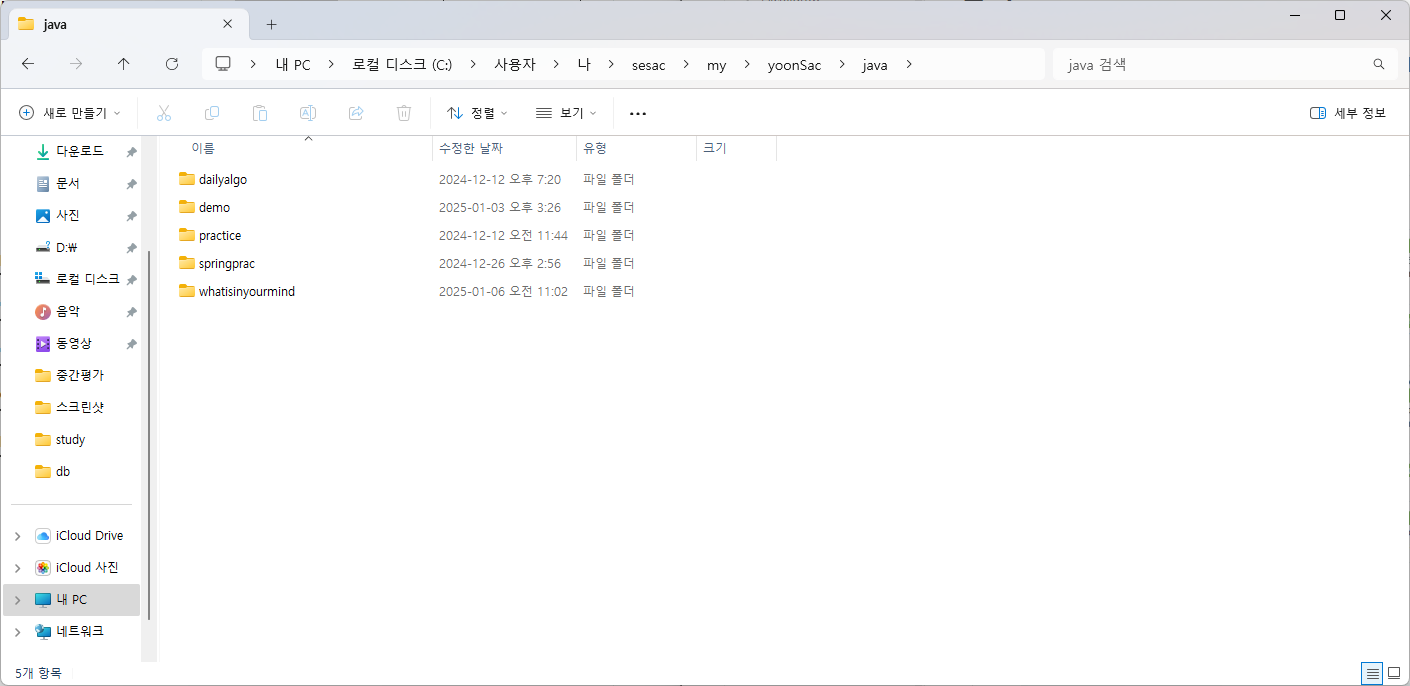 java
내 PC > 로컬 디스크 (C:) > 사용자 > 나 > sesac > my > yoonSac > java >
java 검색
새로 만들기
정렬
보기
세부 정보
이름 수정한 날짜 유형 크기
다운로드
문서
사진
D:₩
로컬 디스크
음악
동영상
중간평가
스크린샷
study
db
iCloud Drive
iCloud 사진
내 PC
네트워크
dailyalgo 2024-12-12 오후 7:20 파일 폴더
demo 2025-01-03 오후 3:26 파일 폴더
practice 2024-12-12 오전 11:44 파일 폴더
springprac 2024-12-26 오후 2:56 파일 폴더
whatisinyourmind 2025-01-06 오전 11:02 파일 폴더
5개 항목